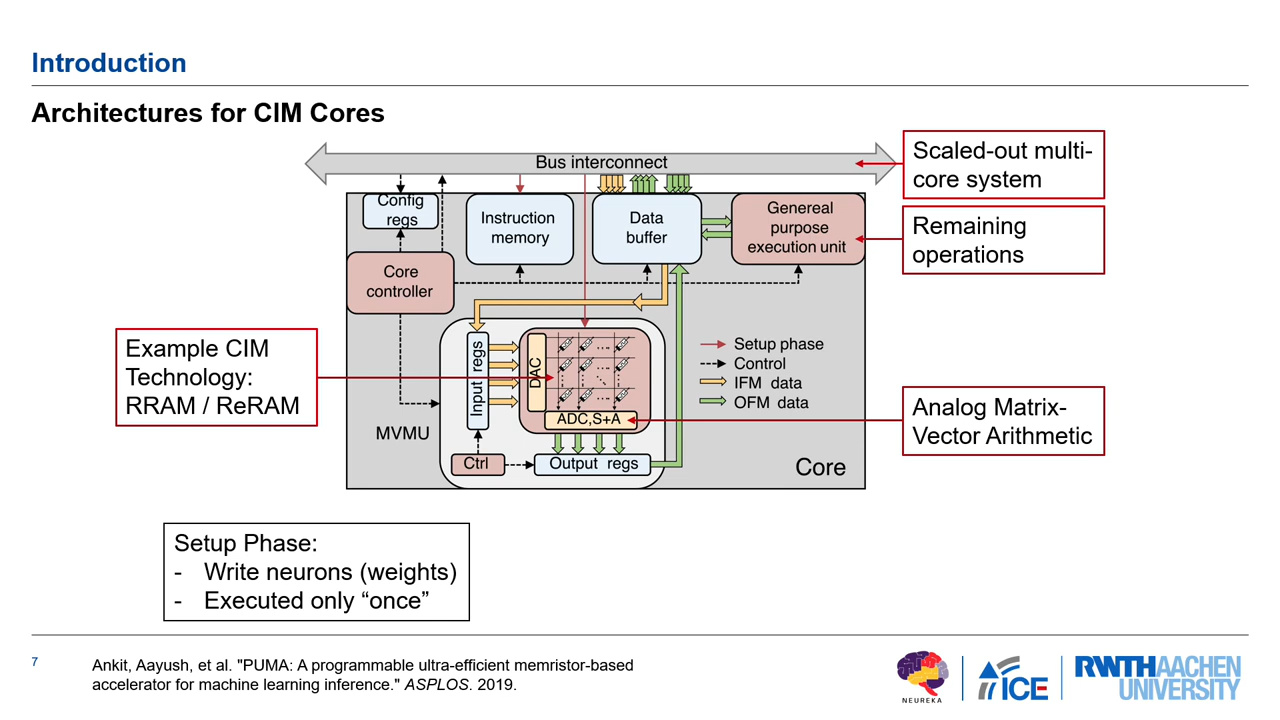 Introduction
Architectures for CIM Cores
Bus interconnect
Scaled-out multi-
core system
Config
regs
Instruction
memory
Data
buffer
Genereal
purpose
execution unit
Remaining
operations
Core
controller
Example CIM
Technology:
RRAM / ReRAM
Input regs
DAC
ADC,S+A
MVMU
Ctrl
Output regs
Setup phase
Control
IFM data
OFM data
Core
Analog Matrix-
Vector Arithmetic
Setup Phase:
- Write neurons (weights)
- Executed only “once”
7
Ankit, Aayush, et al. "PUMA: A programmable ultra-efficient memristor-based
accelerator for machine learning inference." ASPLOS. 2019.
NEUREKA
ICE
RWTHAACHEN
UNIVERSITY